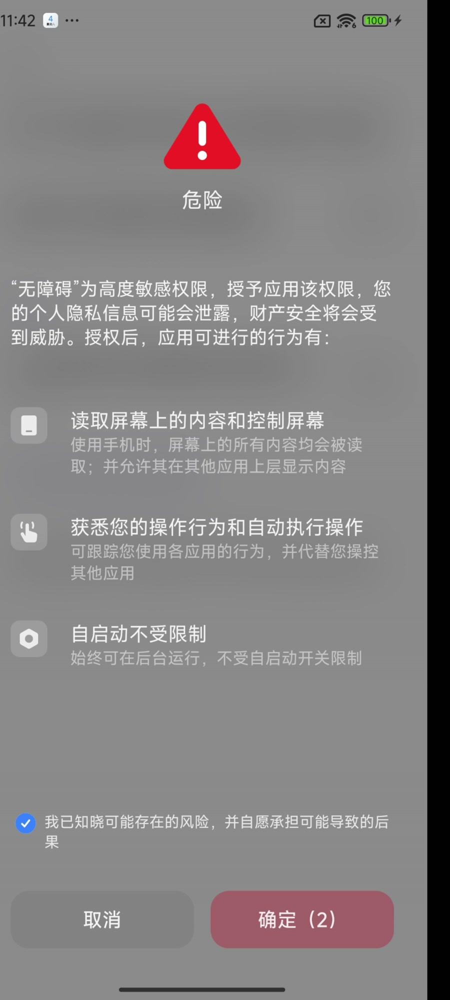 11:42 4 ... 6 100
危险
“无障碍”为高度敏感权限，授予应用该权限，您
的个人隐私信息可能会泄露，财产安全将会受
到威胁。授权后，应用可进行的行为有：
读取屏幕上的内容和控制屏幕
使用手机时，屏幕上的所有内容均会被读
取；并允许其在其他应用上层显示内容
获悉您的操作行为和自动执行操作
可跟踪您使用各应用的行为，并代替您操控
其他应用
自启动不受限制
始终可在后台运行，不受自启动开关限制
我已知晓可能存在的风险，并自愿承担可能导致的后
果
取消
确定（2）